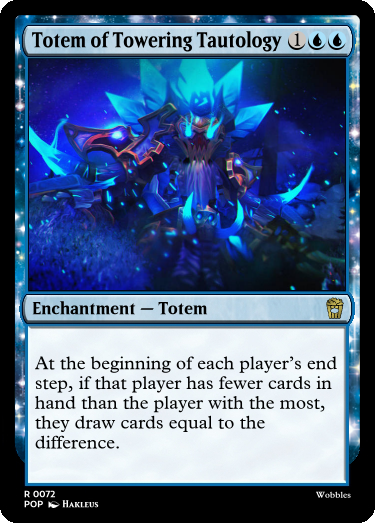 Totem of Towering Tautology 1
Enchantment — Totem
At the beginning of each player's end
step, if that player has fewer cards in
hand than the player with the most,
they draw cards equal to the
difference.
R 0072 Wobbles
POP Hakleus